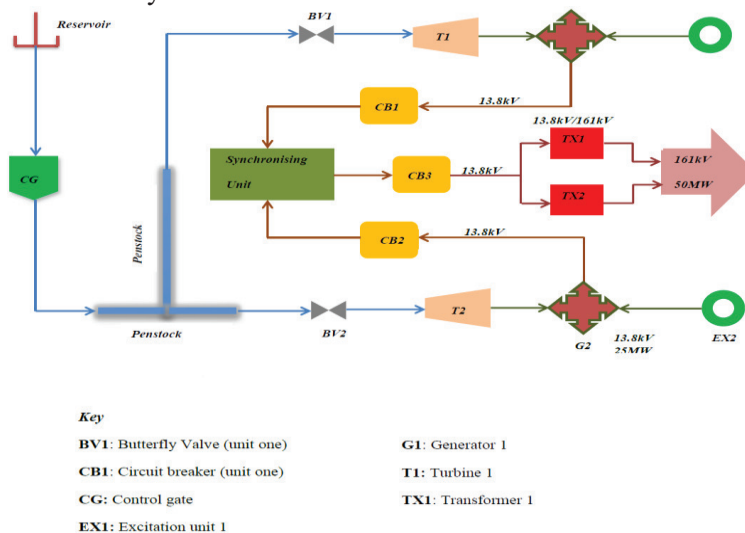 Reservoir
BV1
T1
CB1
13.8kV
13.8kV/161kV
TX1
Synchronising
Unit
CB3
13.8kV
161kV
50MW
CG
TX2
CB2
13.8kV
Penstock
Penstock
BV2
T2
G2
13.8kV
25MW
EX2
Key
BV1: Butterfly Valve (unit one)
G1: Generator 1
CB1: Circuit breaker (unit one)
T1: Turbine 1
CG: Control gate
TX1: Transformer 1
EX1: Excitation unit 1